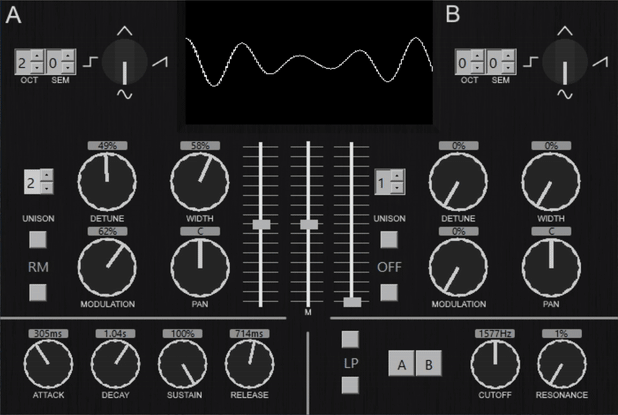 A
B
2 0
OCT SEM
0 0
OCT SEM
49% 58%
2
UNISON DETUNE WIDTH
0% 0%
1
UNISON DETUNE WIDTH
62% C
RM
MODULATION PAN
0% C
OFF
MODULATION PAN
M
305ms 1.04s 100% 714ms
ATTACK DECAY SUSTAIN RELEASE
LP
A B
1577Hz 1%
CUTOFF RESONANCE